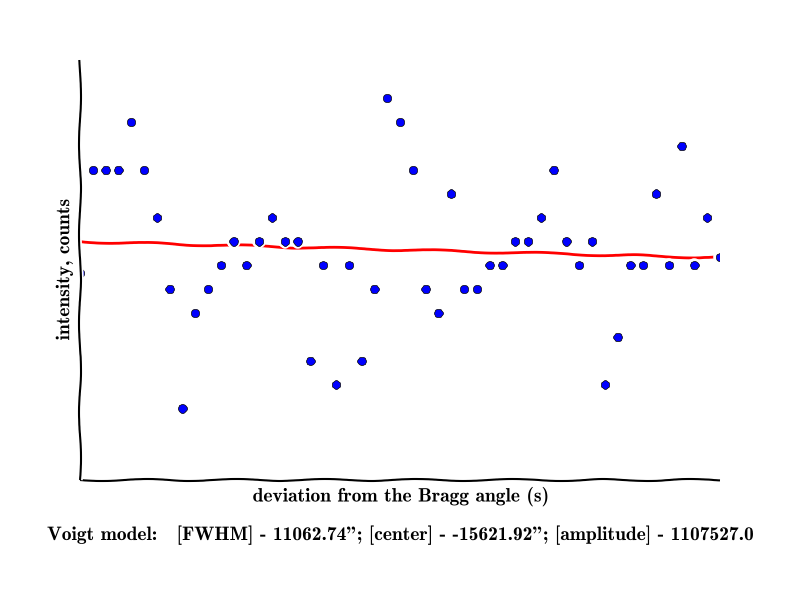 intensity, counts
deviation from the Bragg angle (s)
Voigt model: [FWHM] - 11062.74”; [center] - -15621.92”; [amplitude] - 1107527.0